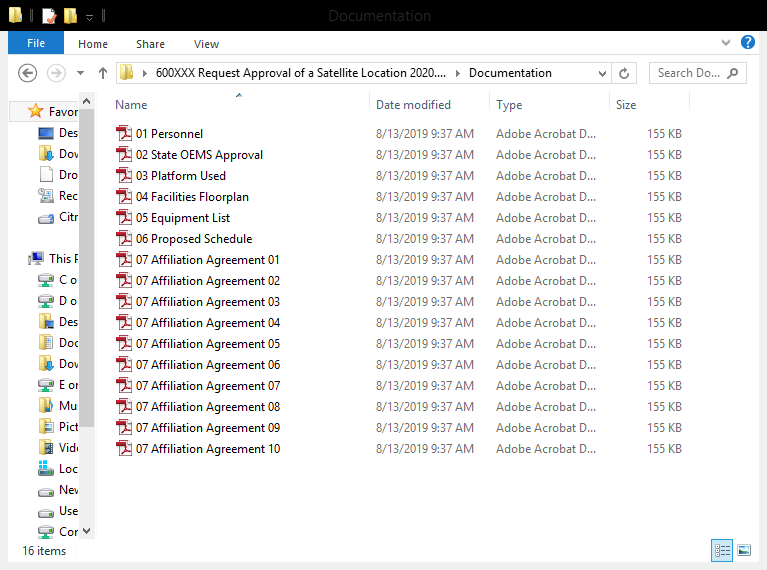 Documentation
File Home Share View
600XXX Request Approval of a Satellite Location 2020.... Documentation Search Do...
Name Date modified Type Size
Favor
Des
Dov
Dro
Rec
Citr
This P
C o
D o
Des
Doc
Dov
E or
Mu
Pict
Vide
Loc
Nev
Use
Cor
01 Personnel 8/13/2019 9:37 AM Adobe Acrobat D... 155 KB
02 State OEMS Approval 8/13/2019 9:37 AM Adobe Acrobat D... 155 KB
03 Platform Used 8/13/2019 9:37 AM Adobe Acrobat D... 155 KB
04 Facilities Floorplan 8/13/2019 9:37 AM Adobe Acrobat D... 155 KB
05 Equipment List 8/13/2019 9:37 AM Adobe Acrobat D... 155 KB
06 Proposed Schedule 8/13/2019 9:37 AM Adobe Acrobat D... 155 KB
07 Affiliation Agreement 01 8/13/2019 9:37 AM Adobe Acrobat D... 155 KB
07 Affiliation Agreement 02 8/13/2019 9:37 AM Adobe Acrobat D... 155 KB
07 Affiliation Agreement 03 8/13/2019 9:37 AM Adobe Acrobat D... 155 KB
07 Affiliation Agreement 04 8/13/2019 9:37 AM Adobe Acrobat D... 155 KB
07 Affiliation Agreement 05 8/13/2019 9:37 AM Adobe Acrobat D... 155 KB
07 Affiliation Agreement 06 8/13/2019 9:37 AM Adobe Acrobat D... 155 KB
07 Affiliation Agreement 07 8/13/2019 9:37 AM Adobe Acrobat D... 155 KB
07 Affiliation Agreement 08 8/13/2019 9:37 AM Adobe Acrobat D... 155 KB
07 Affiliation Agreement 09 8/13/2019 9:37 AM Adobe Acrobat D... 155 KB
07 Affiliation Agreement 10 8/13/2019 9:37 AM Adobe Acrobat D... 155 KB
16 items